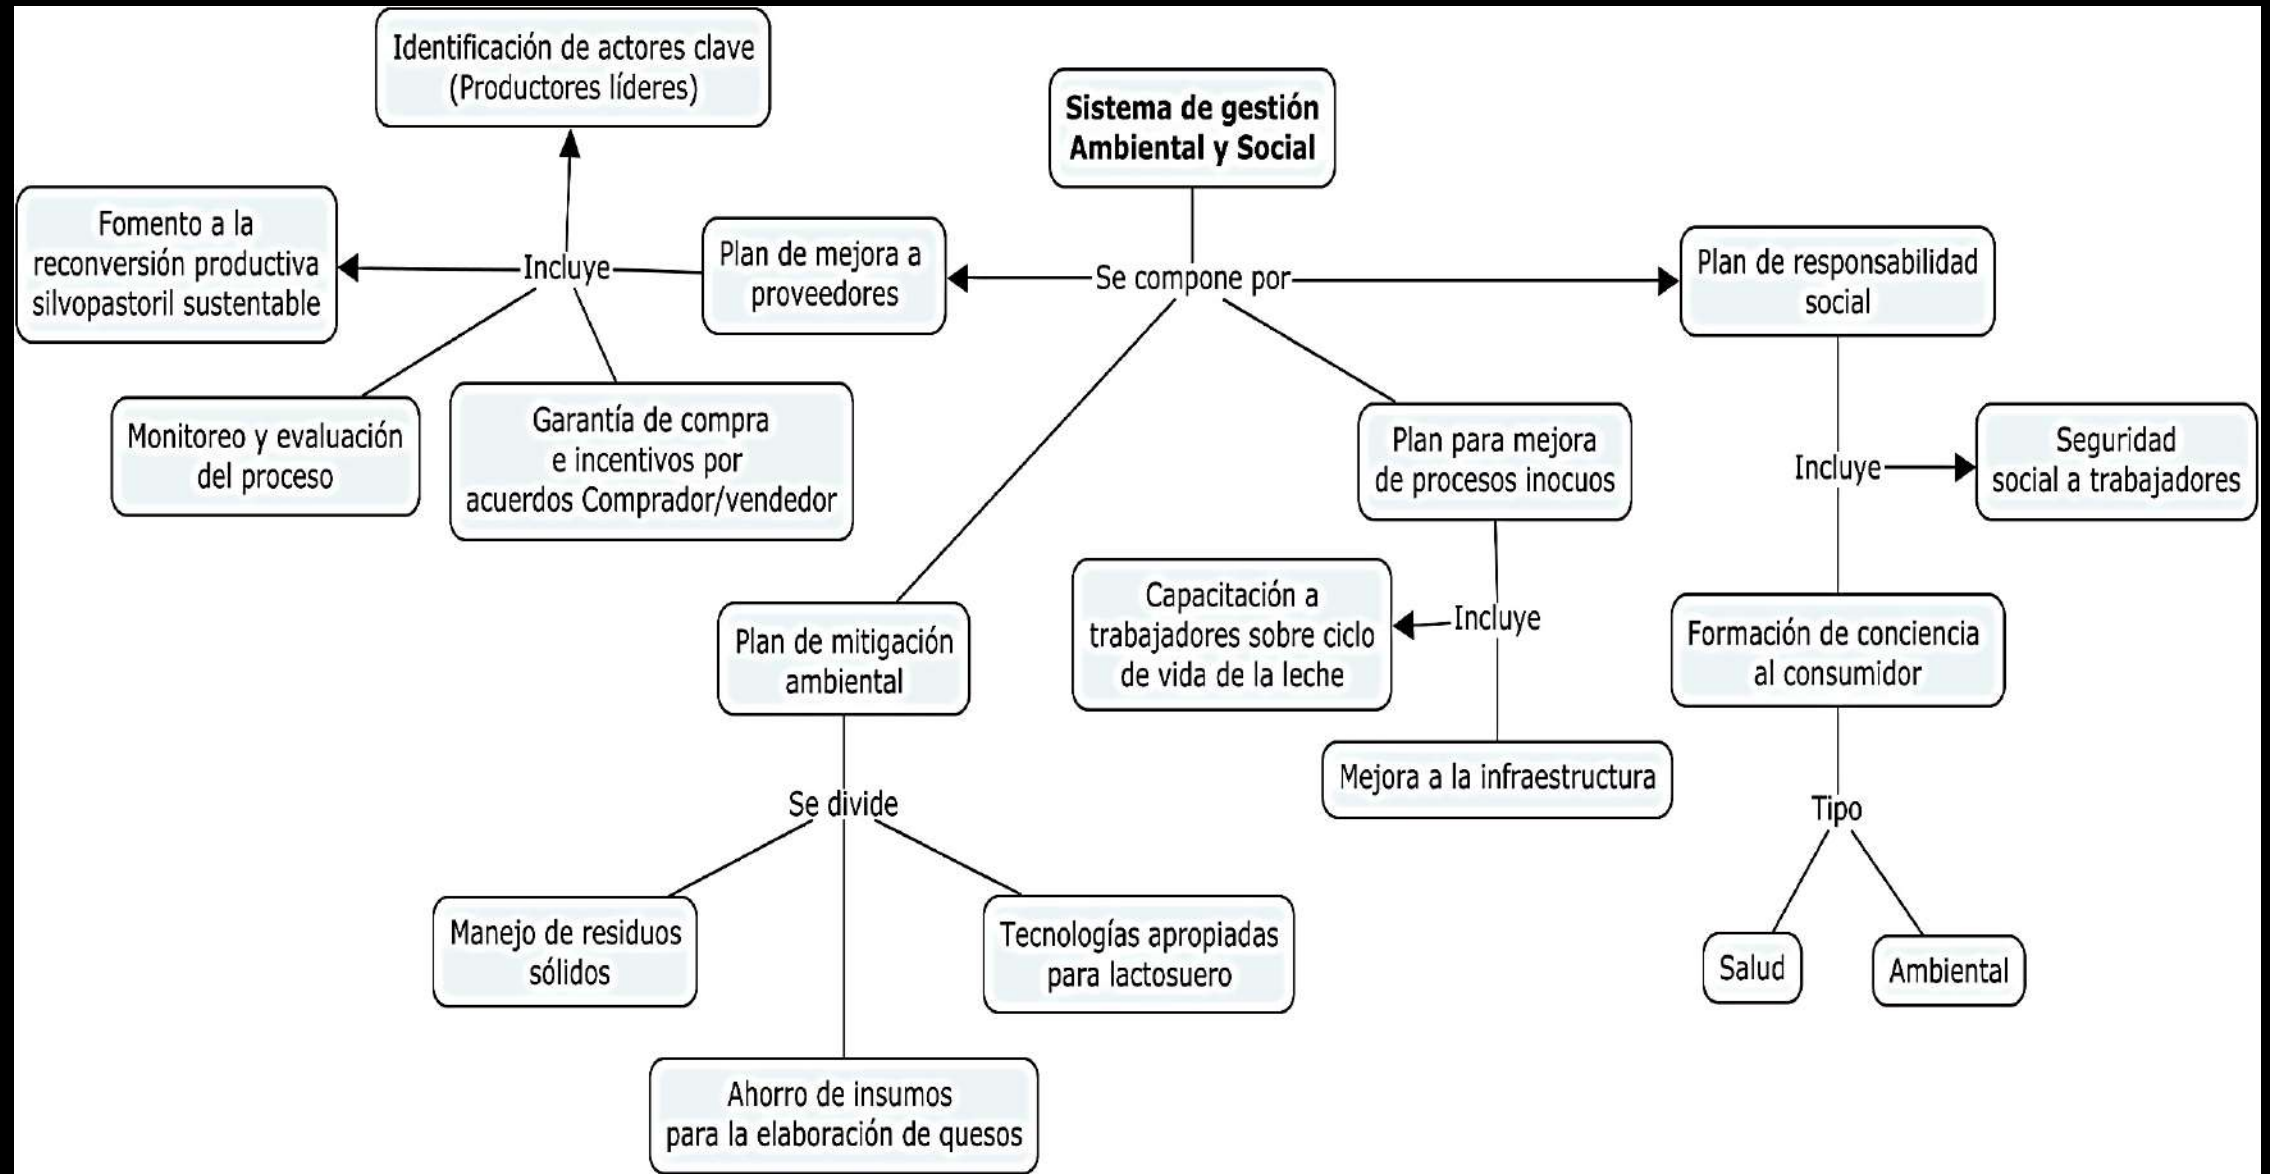 Identificación de actores clave
(Productores líderes)
Sistema de gestión
Ambiental y Social
Fomento a la
reconversión productiva
silvopastoril sustentable
Incluye
Plan de mejora a
proveedores
Se compone por
Plan de responsabilidad
social
Monitoreo y evaluación
del proceso
Garantía de compra
e incentivos por
acuerdos Comprador/vendedor
Plan para mejora
de procesos inocuos
Incluye
Seguridad
social a trabajadores
Capacitación a
trabajadores sobre ciclo
de vida de la leche
Incluye
Plan de mitigación
ambiental
Formación de conciencia
al consumidor
Mejora a la infraestructura
Se divide
Tipo
Manejo de residuos
sólidos
Tecnologías apropiadas
para lactosuero
Salud
Ambiental
Ahorro de insumos
para la elaboración de quesos